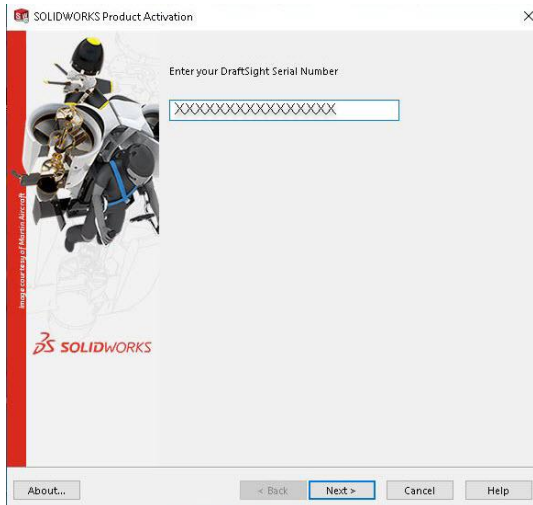 SOLIDWORKS Product Activation
Enter your DraftSight Serial Number
XXXXXXXXXXXXXXXX
Image courtesy of Martin Aircraft
SOLIDWORKS
About...
< Back
Next >
Cancel
Help